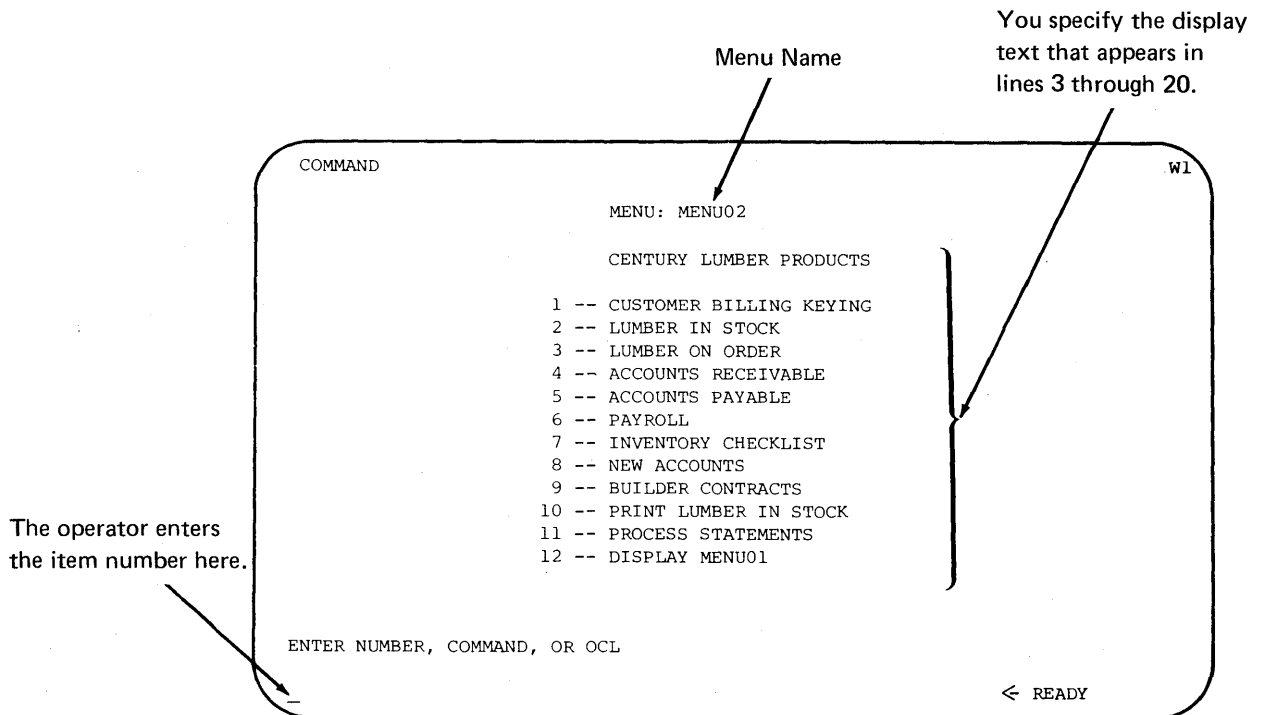 You specify the display
text that appears in
lines 3 through 20.
Menu Name
COMMAND W1
MENU: MENU02
CENTURY LUMBER PRODUCTS
1 -- CUSTOMER BILLING KEYING
2 -- LUMBER IN STOCK
3 -- LUMBER ON ORDER
4 -- ACCOUNTS RECEIVABLE
5 -- ACCOUNTS PAYABLE
6 -- PAYROLL
7 -- INVENTORY CHECKLIST
8 -- NEW ACCOUNTS
9 -- BUILDER CONTRACTS
10 -- PRINT LUMBER IN STOCK
11 -- PROCESS STATEMENTS
12 -- DISPLAY MENU01
The operator enters
the item number here.
ENTER NUMBER, COMMAND, OR OCL
_ <- READY